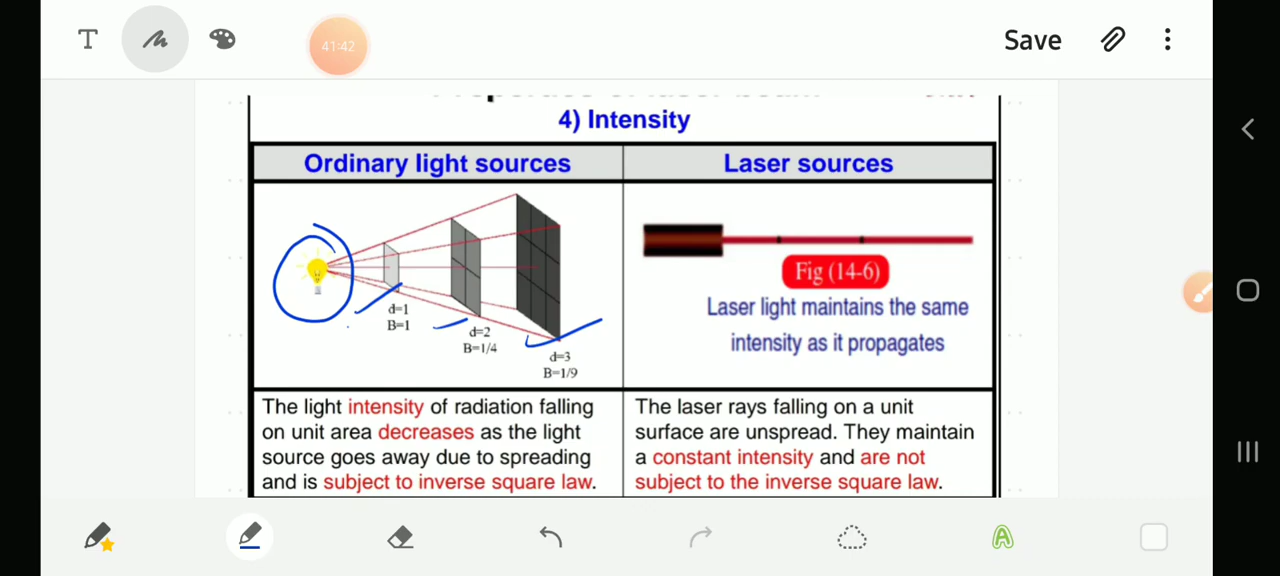 T
41:42
Save
4) Intensity
Ordinary light sources
Laser sources
d=1
B=1
d=2
B=1/4
d=3
B=1/9
Fig (14-6)
Laser light maintains the same
intensity as it propagates
The light intensity of radiation falling
on unit area decreases as the light
source goes away due to spreading
and is subject to inverse square law.
The laser rays falling on a unit
surface are unspread. They maintain
a constant intensity and are not
subject to the inverse square law.
A